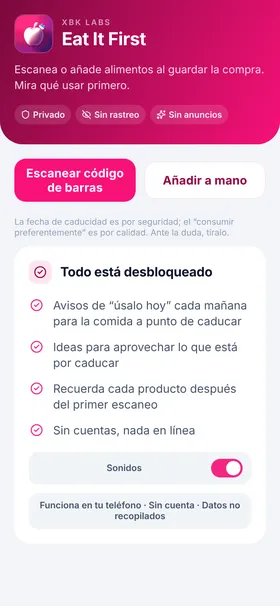 XBK LABS
Eat It First
Escanea o añade alimentos al guardar la compra.
Mira qué usar primero.
Privado
Sin rastreo
Sin anuncios
Escanear código
de barras
Añadir a mano
La fecha de caducidad es por seguridad; el “consumir
preferentemente” es por calidad. Ante la duda, tíralo.
Todo está desbloqueado
Avisos de “úsalo hoy” cada mañana
para la comida a punto de caducar
Ideas para aprovechar lo que está
por caducar
Recuerda cada producto después
del primer escaneo
Sin cuentas, nada en línea
Sonidos
Funciona en tu teléfono · Sin cuenta · Datos no
recopilados